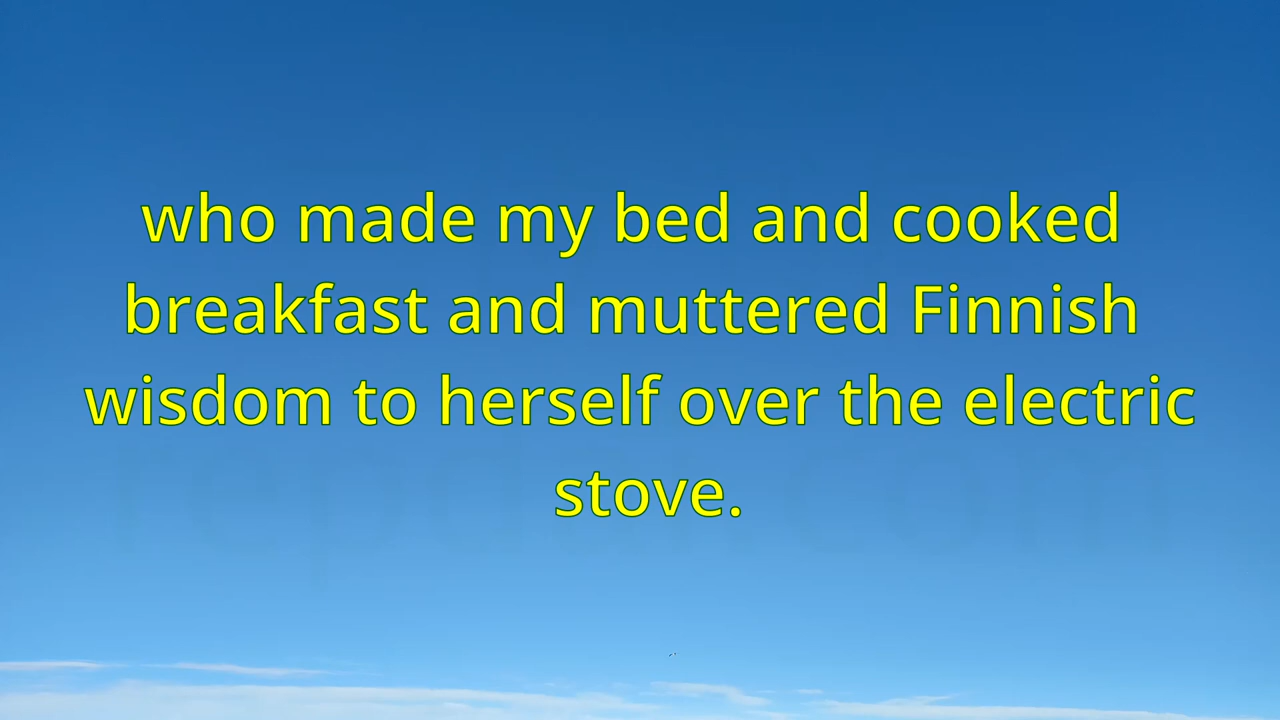 who made my bed and cooked
breakfast and muttered Finnish
wisdom to herself over the electric
stove.